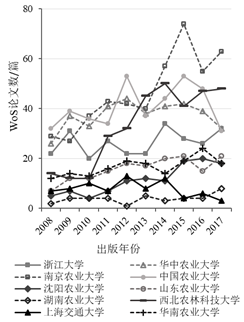 WoS论文数/篇
80
60
40
20
0
2008 2009 2010 2011 2012 2013 2014 2015 2016 2017
出版年份
浙江大学 华中农业大学
南京农业大学 中国农业大学
沈阳农业大学 山东农业大学
湖南农业大学 西北农林科技大学
上海交通大学 华南农业大学